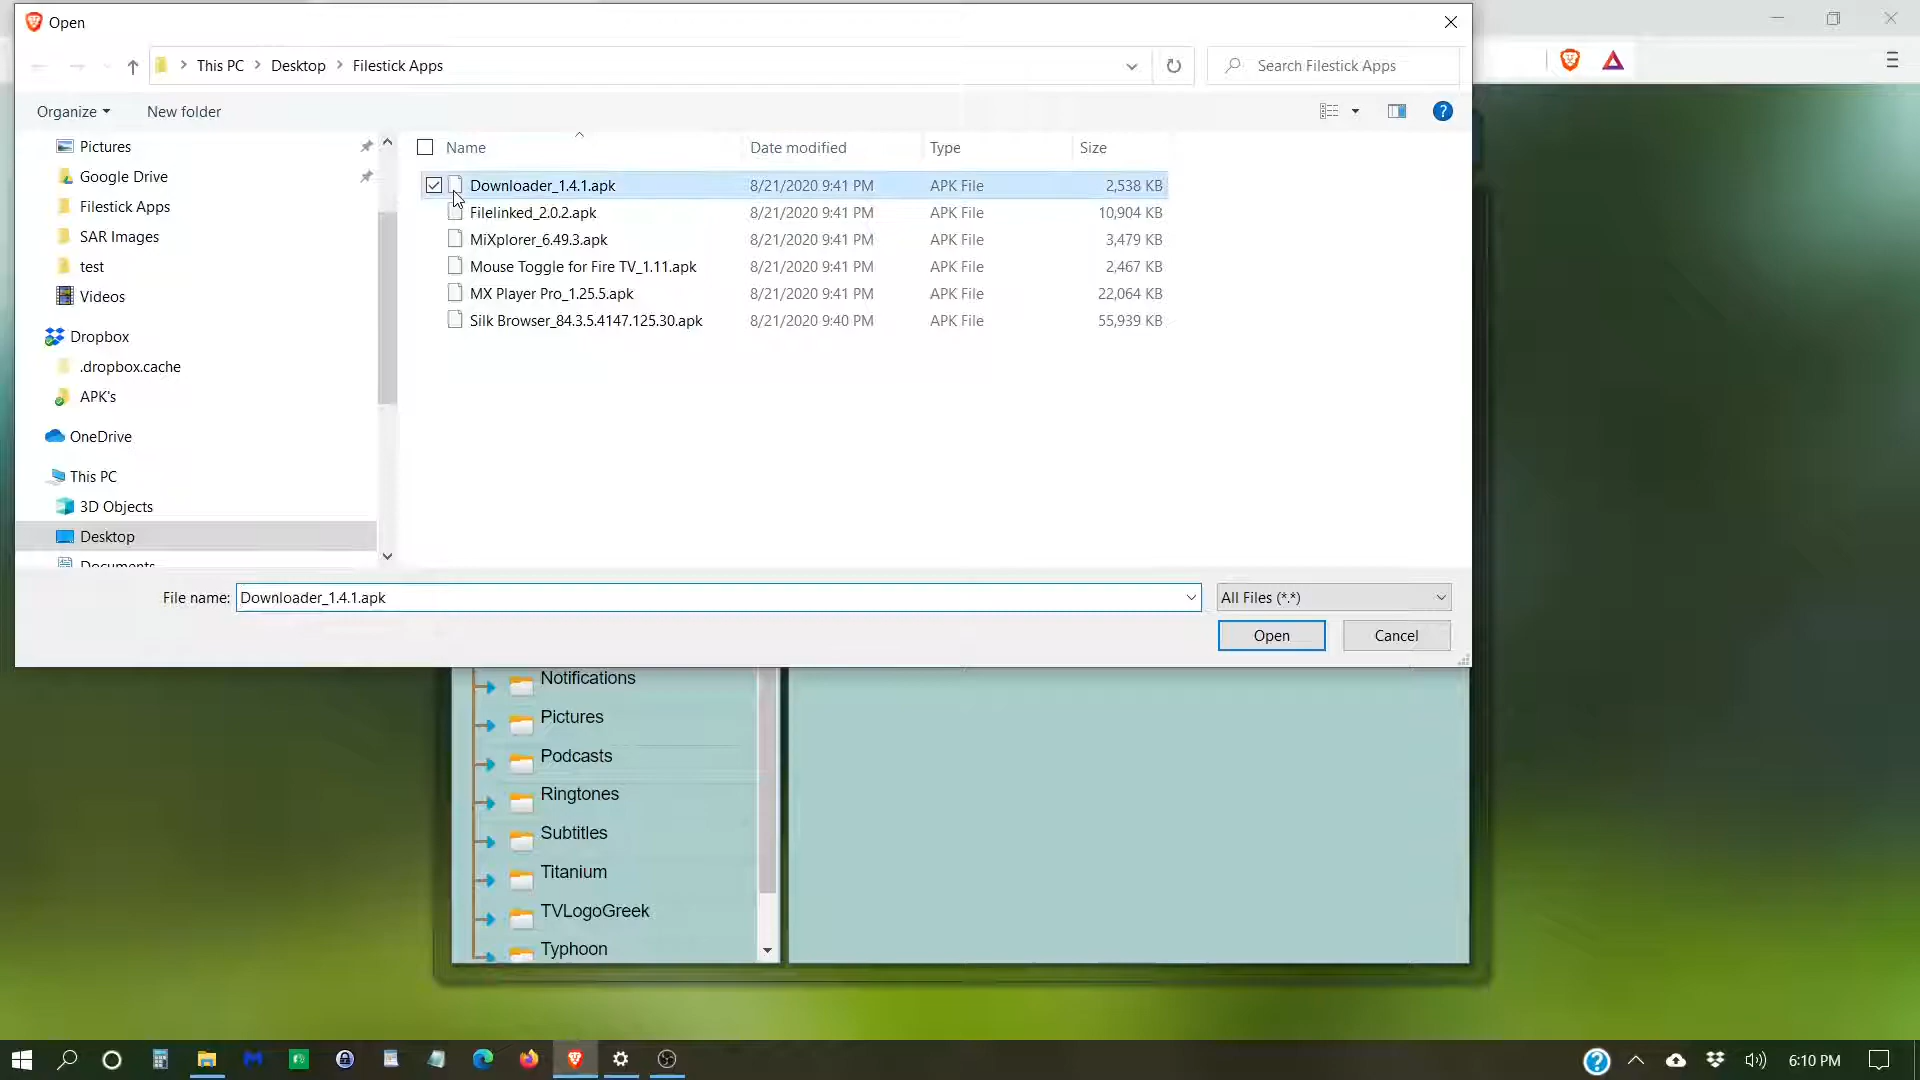 Open
This PC > Desktop > Filestick Apps
Search Filestick Apps
Organize
New folder
?
Pictures
Google Drive
Filestick Apps
SAR Images
test
Videos
Dropbox
.dropbox.cache
APK's
OneDrive
This PC
3D Objects
Desktop
Documents
Name Date modified Type Size
Downloader_1.4.1.apk 8/21/2020 9:41 PM APK File 2,538 KB
Filelinked_2.0.2.apk 8/21/2020 9:41 PM APK File 10,904 KB
MiXplorer_6.49.3.apk 8/21/2020 9:41 PM APK File 3,479 KB
Mouse Toggle for Fire TV_1.11.apk 8/21/2020 9:41 PM APK File 2,467 KB
MX Player Pro_1.25.5.apk 8/21/2020 9:41 PM APK File 22,064 KB
Silk Browser_84.3.5.4147.125.30.apk 8/21/2020 9:40 PM APK File 55,939 KB
File name: Downloader_1.4.1.apk
All Files (*.*)
Open
Cancel
Notifications
Pictures
Podcasts
Ringtones
Subtitles
Titanium
TVLogoGreek
Typhoon
?
6:10 PM